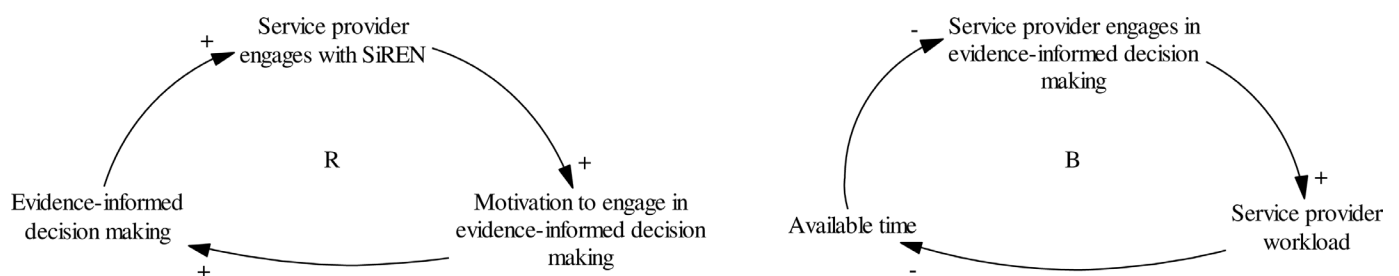 Service provider
engages with SiREN
+
+
R
Evidence-informed
decision making
Motivation to engage in
evidence-informed decision
making
+
Service provider engages in
evidence-informed decision
making
-
B
+
Available time
Service provider
workload
-